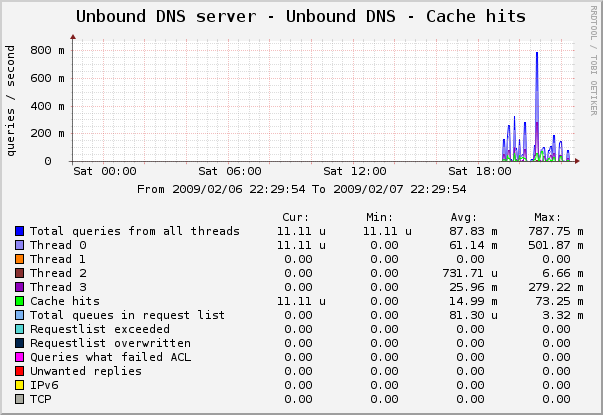 Unbound DNS server - Unbound DNS - Cache hits
RRDTOOL / TOBI OETIKER
queries / second
800 m
600 m
400 m
200 m
0
Sat 00:00 Sat 06:00 Sat 12:00 Sat 18:00
From 2009/02/06 22:29:54 To 2009/02/07 22:29:54
Cur: Min: Avg: Max:
Total queries from all threads 11.11 u 11.11 u 87.83 m 787.75 m
Thread 0 11.11 u 0.00 61.14 m 501.87 m
Thread 1 0.00 0.00 0.00 0.00
Thread 2 0.00 0.00 731.71 u 6.66 m
Thread 3 0.00 0.00 25.96 m 279.22 m
Cache hits 11.11 u 0.00 14.99 m 73.25 m
Total queues in request list 0.00 0.00 81.30 u 3.32 m
Requestlist exceeded 0.00 0.00 0.00 0.00
Requestlist overwritten 0.00 0.00 0.00 0.00
Queries what failed ACL 0.00 0.00 0.00 0.00
Unwanted replies 0.00 0.00 0.00 0.00
IPv6 0.00 0.00 0.00 0.00
TCP 0.00 0.00 0.00 0.00